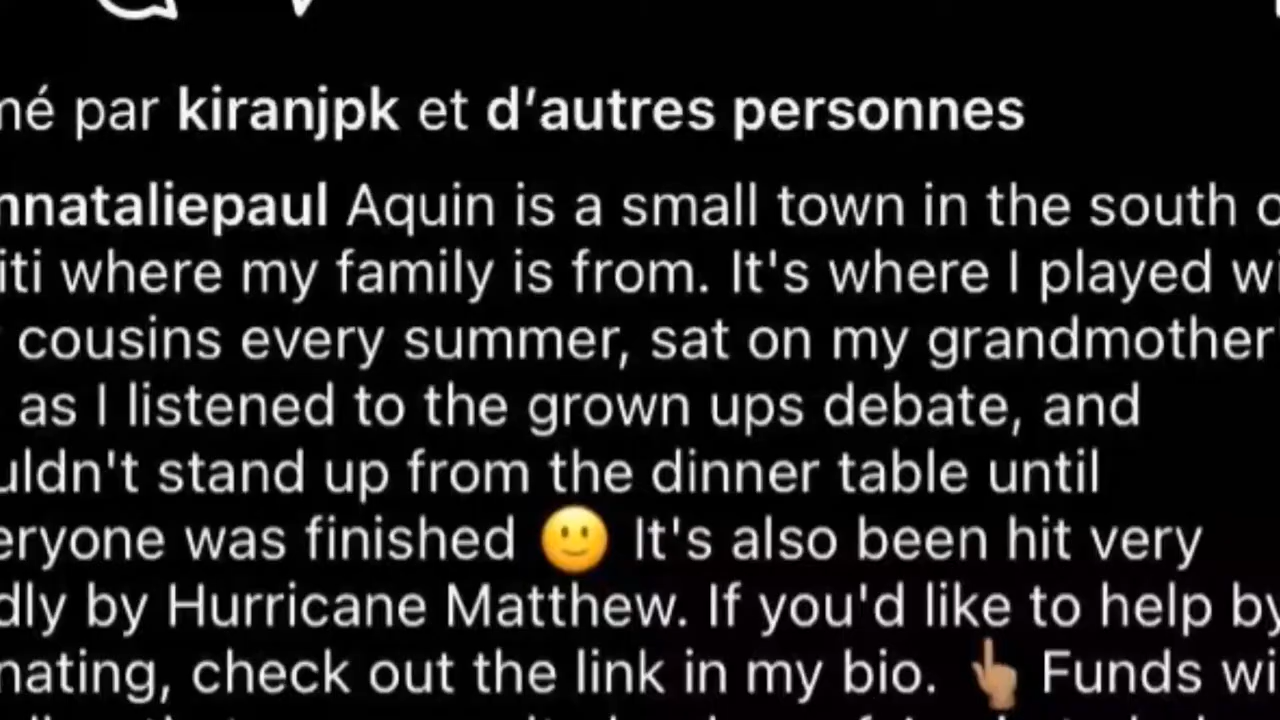 mé par kiranjpk et d'autres personnes
nnataliepaul Aquin is a small town in the south o
iti where my family is from. It's where I played wi
cousins every summer, sat on my grandmother
as I listened to the grown ups debate, and
uldn't stand up from the dinner table until
eryone was finished 🙂 It's also been hit very
dly by Hurricane Matthew. If you'd like to help by
nating, check out the link in my bio. 👆🏽 Funds wi